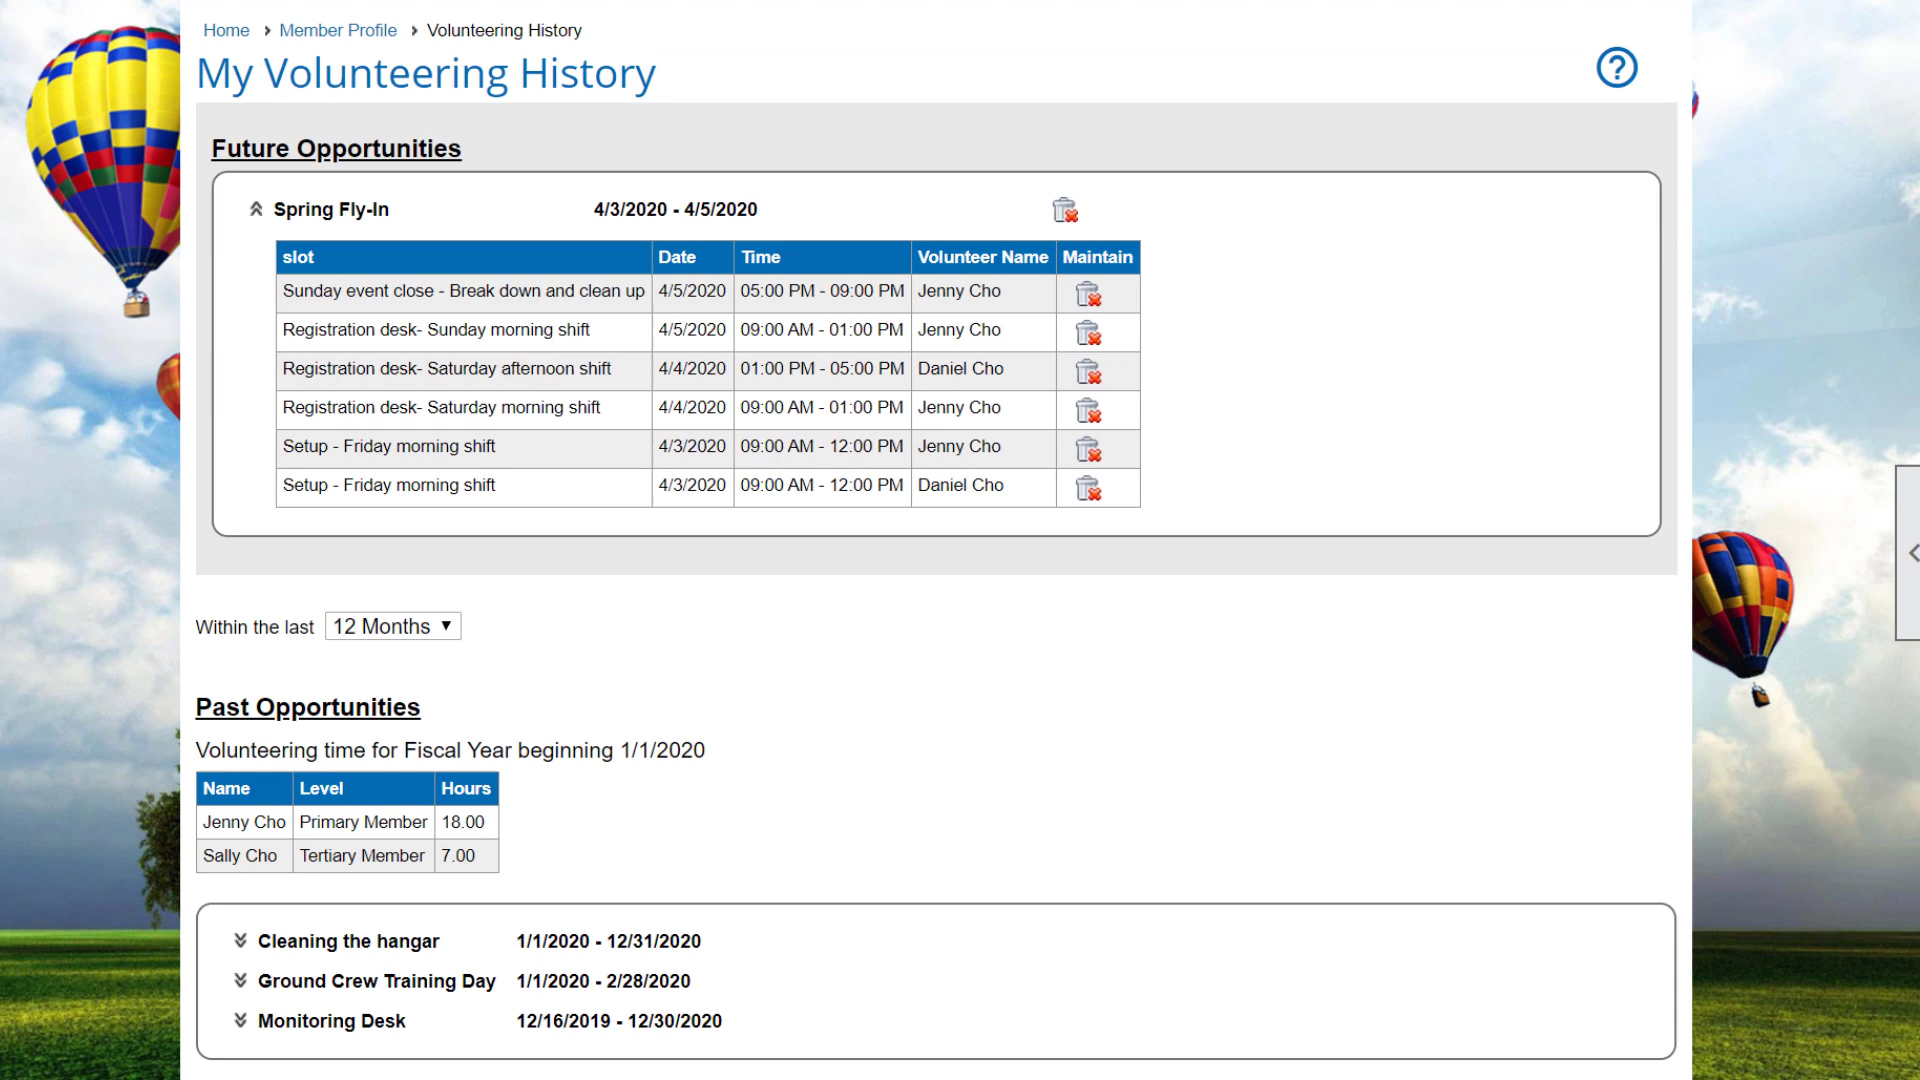 Home › Member Profile › Volunteering History
My Volunteering History
Future Opportunities
Spring Fly-In 4/3/2020 - 4/5/2020
slot Date Time Volunteer Name Maintain
Sunday event close - Break down and clean up 4/5/2020 05:00 PM - 09:00 PM Jenny Cho
Registration desk- Sunday morning shift 4/5/2020 09:00 AM - 01:00 PM Jenny Cho
Registration desk- Saturday afternoon shift 4/4/2020 01:00 PM - 05:00 PM Daniel Cho
Registration desk- Saturday morning shift 4/4/2020 09:00 AM - 01:00 PM Jenny Cho
Setup - Friday morning shift 4/3/2020 09:00 AM - 12:00 PM Jenny Cho
Setup - Friday morning shift 4/3/2020 09:00 AM - 12:00 PM Daniel Cho
Within the last 12 Months
Past Opportunities
Volunteering time for Fiscal Year beginning 1/1/2020
Name Level Hours
Jenny Cho Primary Member 18.00
Sally Cho Tertiary Member 7.00
Cleaning the hangar 1/1/2020 - 12/31/2020
Ground Crew Training Day 1/1/2020 - 2/28/2020
Monitoring Desk 12/16/2019 - 12/30/2020